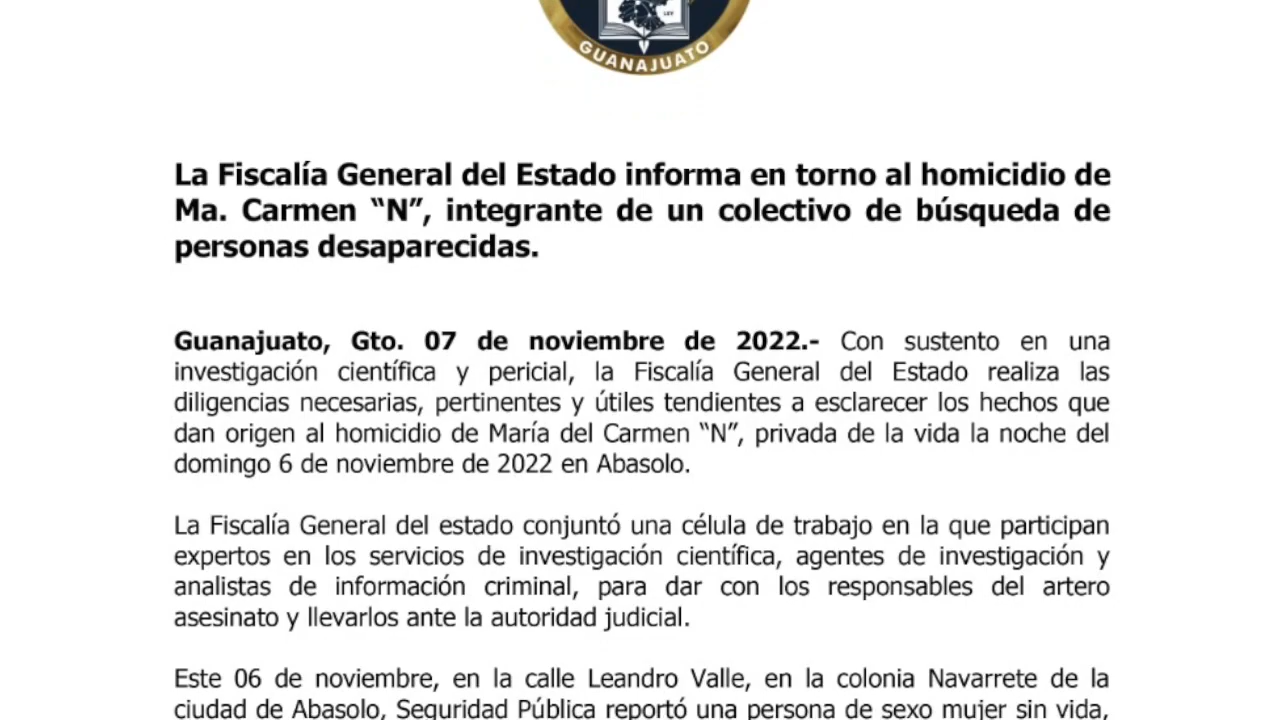 LEY
GUANAJUATO
La Fiscalía General del Estado informa en torno al homicidio de
Ma. Carmen “N”, integrante de un colectivo de búsqueda de
personas desaparecidas.
Guanajuato, Gto. 07 de noviembre de 2022.- Con sustento en una
investigación científica y pericial, la Fiscalía General del Estado realiza las
diligencias necesarias, pertinentes y útiles tendientes a esclarecer los hechos que
dan origen al homicidio de María del Carmen “N”, privada de la vida la noche del
domingo 6 de noviembre de 2022 en Abasolo.
La Fiscalía General del estado conjuntó una célula de trabajo en la que participan
expertos en los servicios de investigación científica, agentes de investigación y
analistas de información criminal, para dar con los responsables del artero
asesinato y llevarlos ante la autoridad judicial.
Este 06 de noviembre, en la calle Leandro Valle, en la colonia Navarrete de la
ciudad de Abasolo, Seguridad Pública reportó una persona de sexo mujer sin vida,